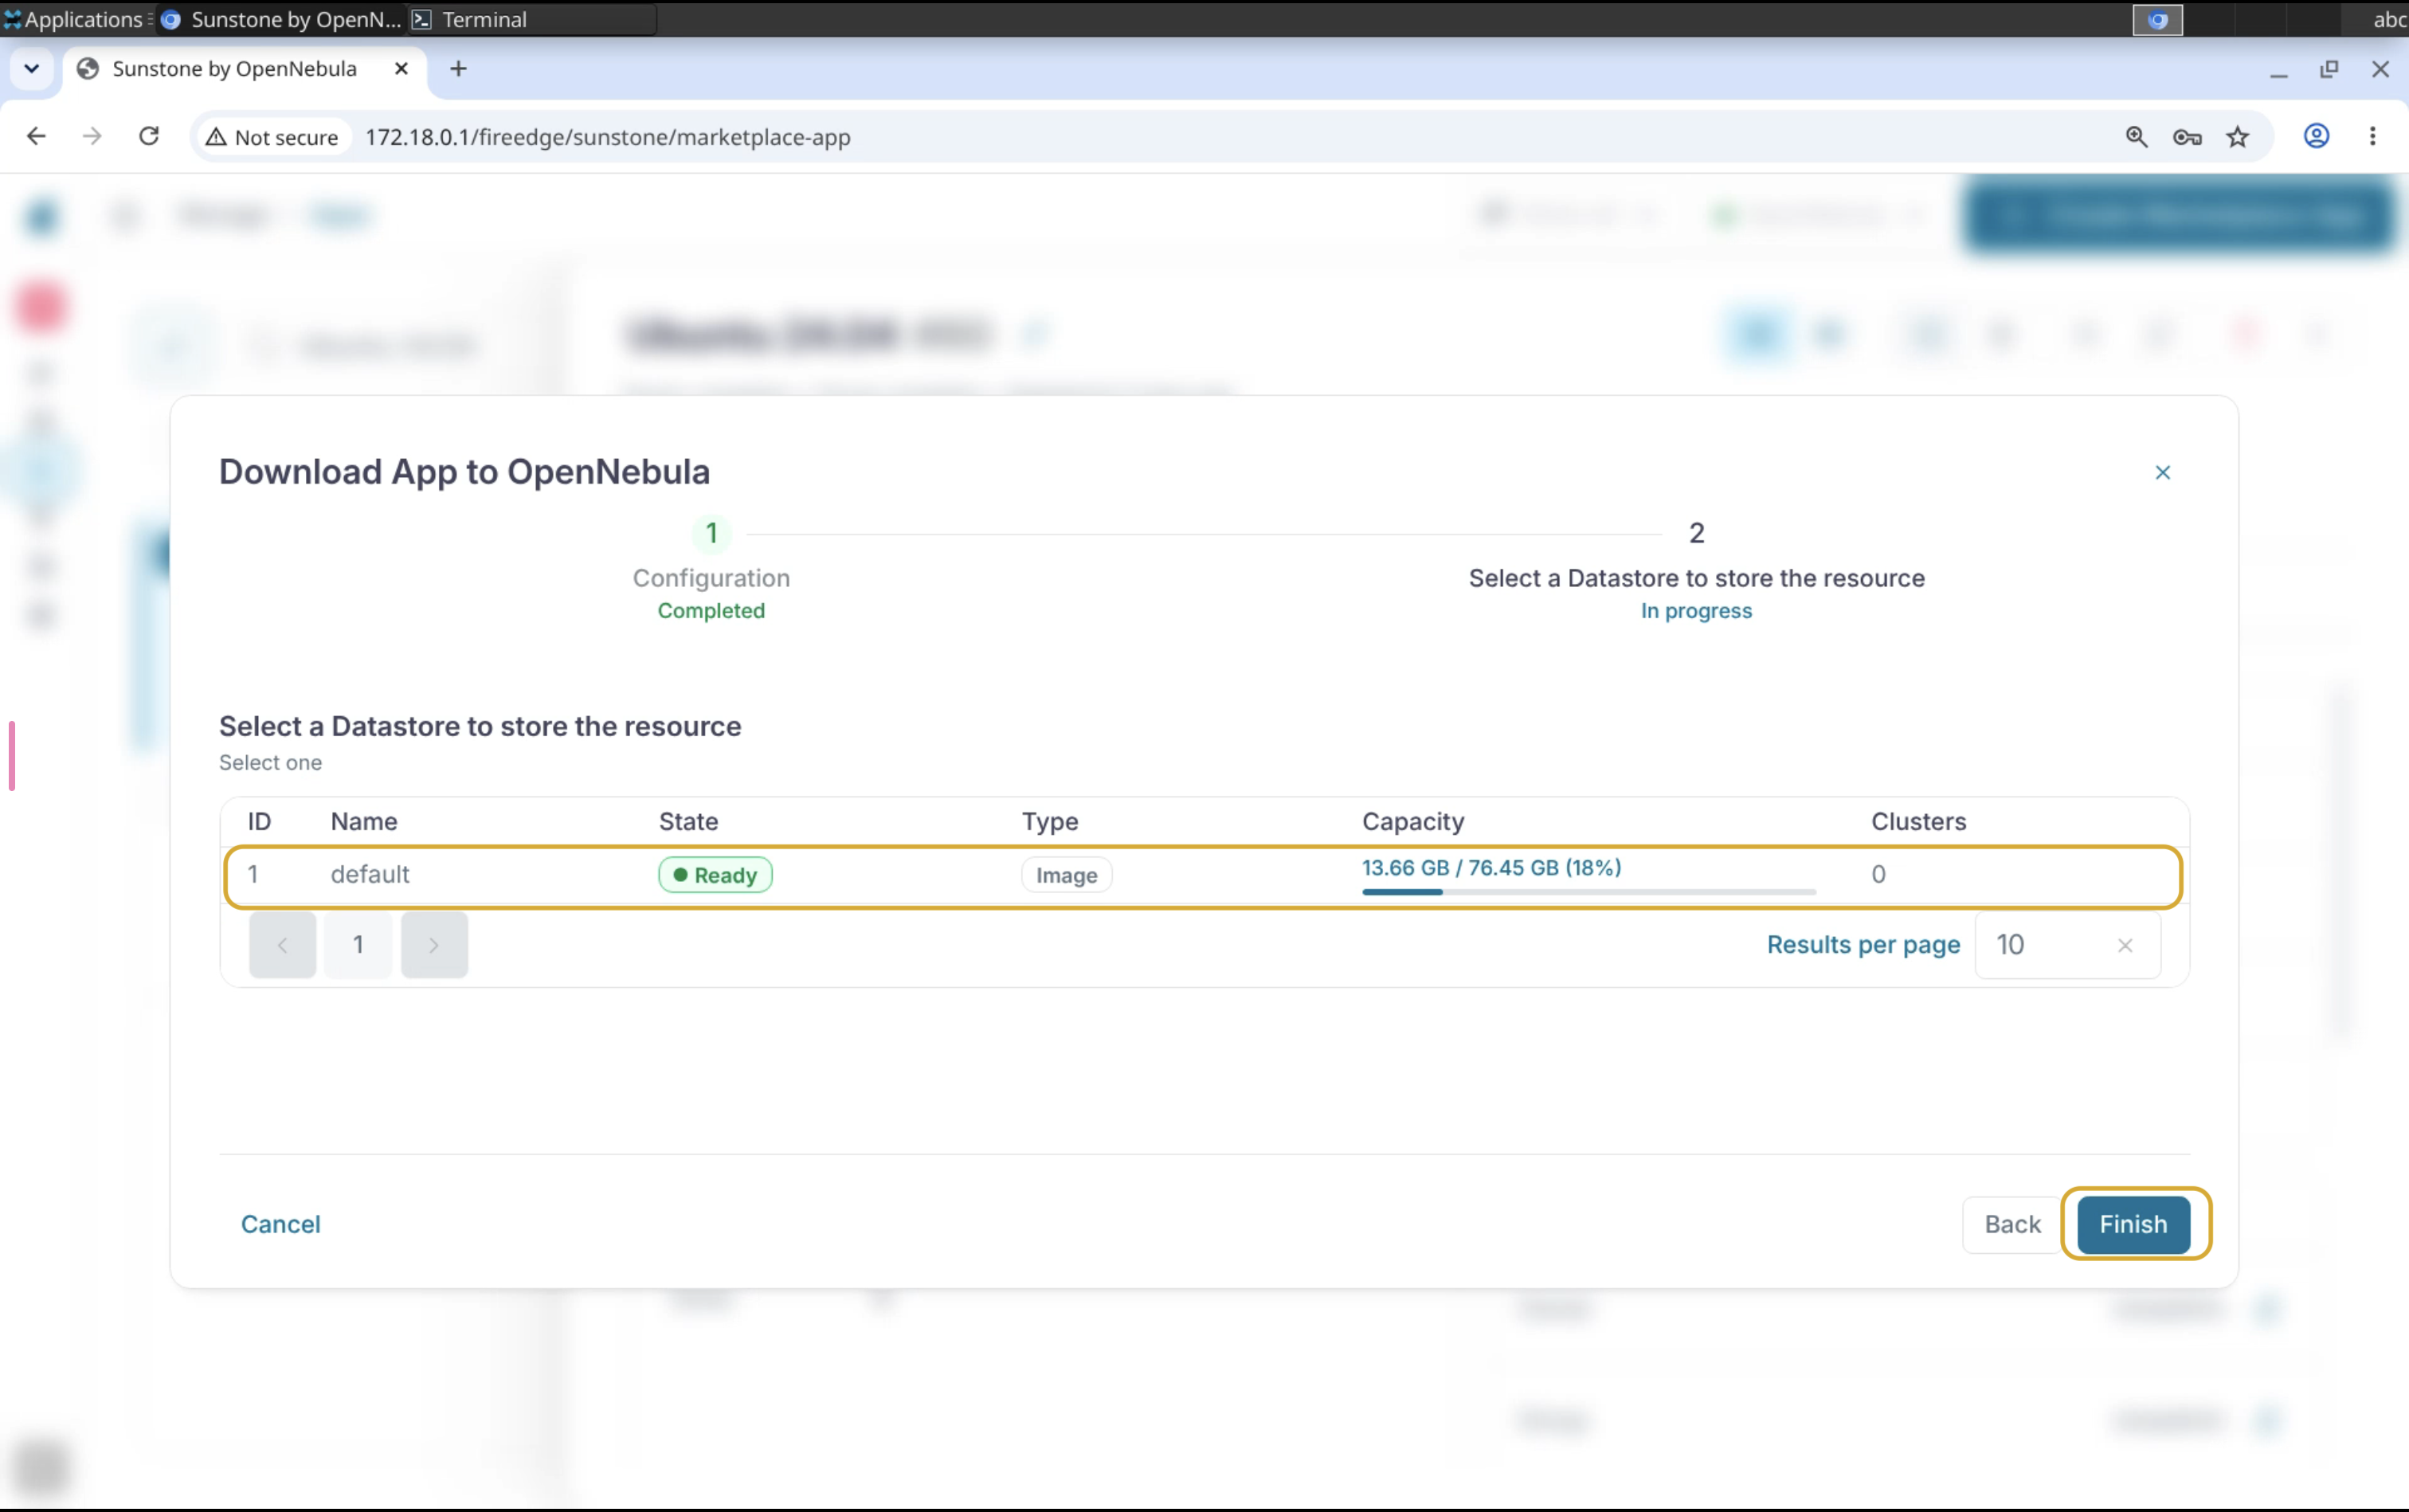 Applications
Sunstone by OpenN...
Terminal
abc
Sunstone by OpenNebula
Not secure
172.18.0.1/fireedge/sunstone/marketplace-app
Download App to OpenNebula
1
2
Configuration
Select a Datastore to store the resource
Completed
In progress
Select a Datastore to store the resource
Select one
ID Name State Type Capacity Clusters
1 default Ready Image 13.66 GB / 76.45 GB (18%) 0
1
Results per page 10
Cancel
Back
Finish